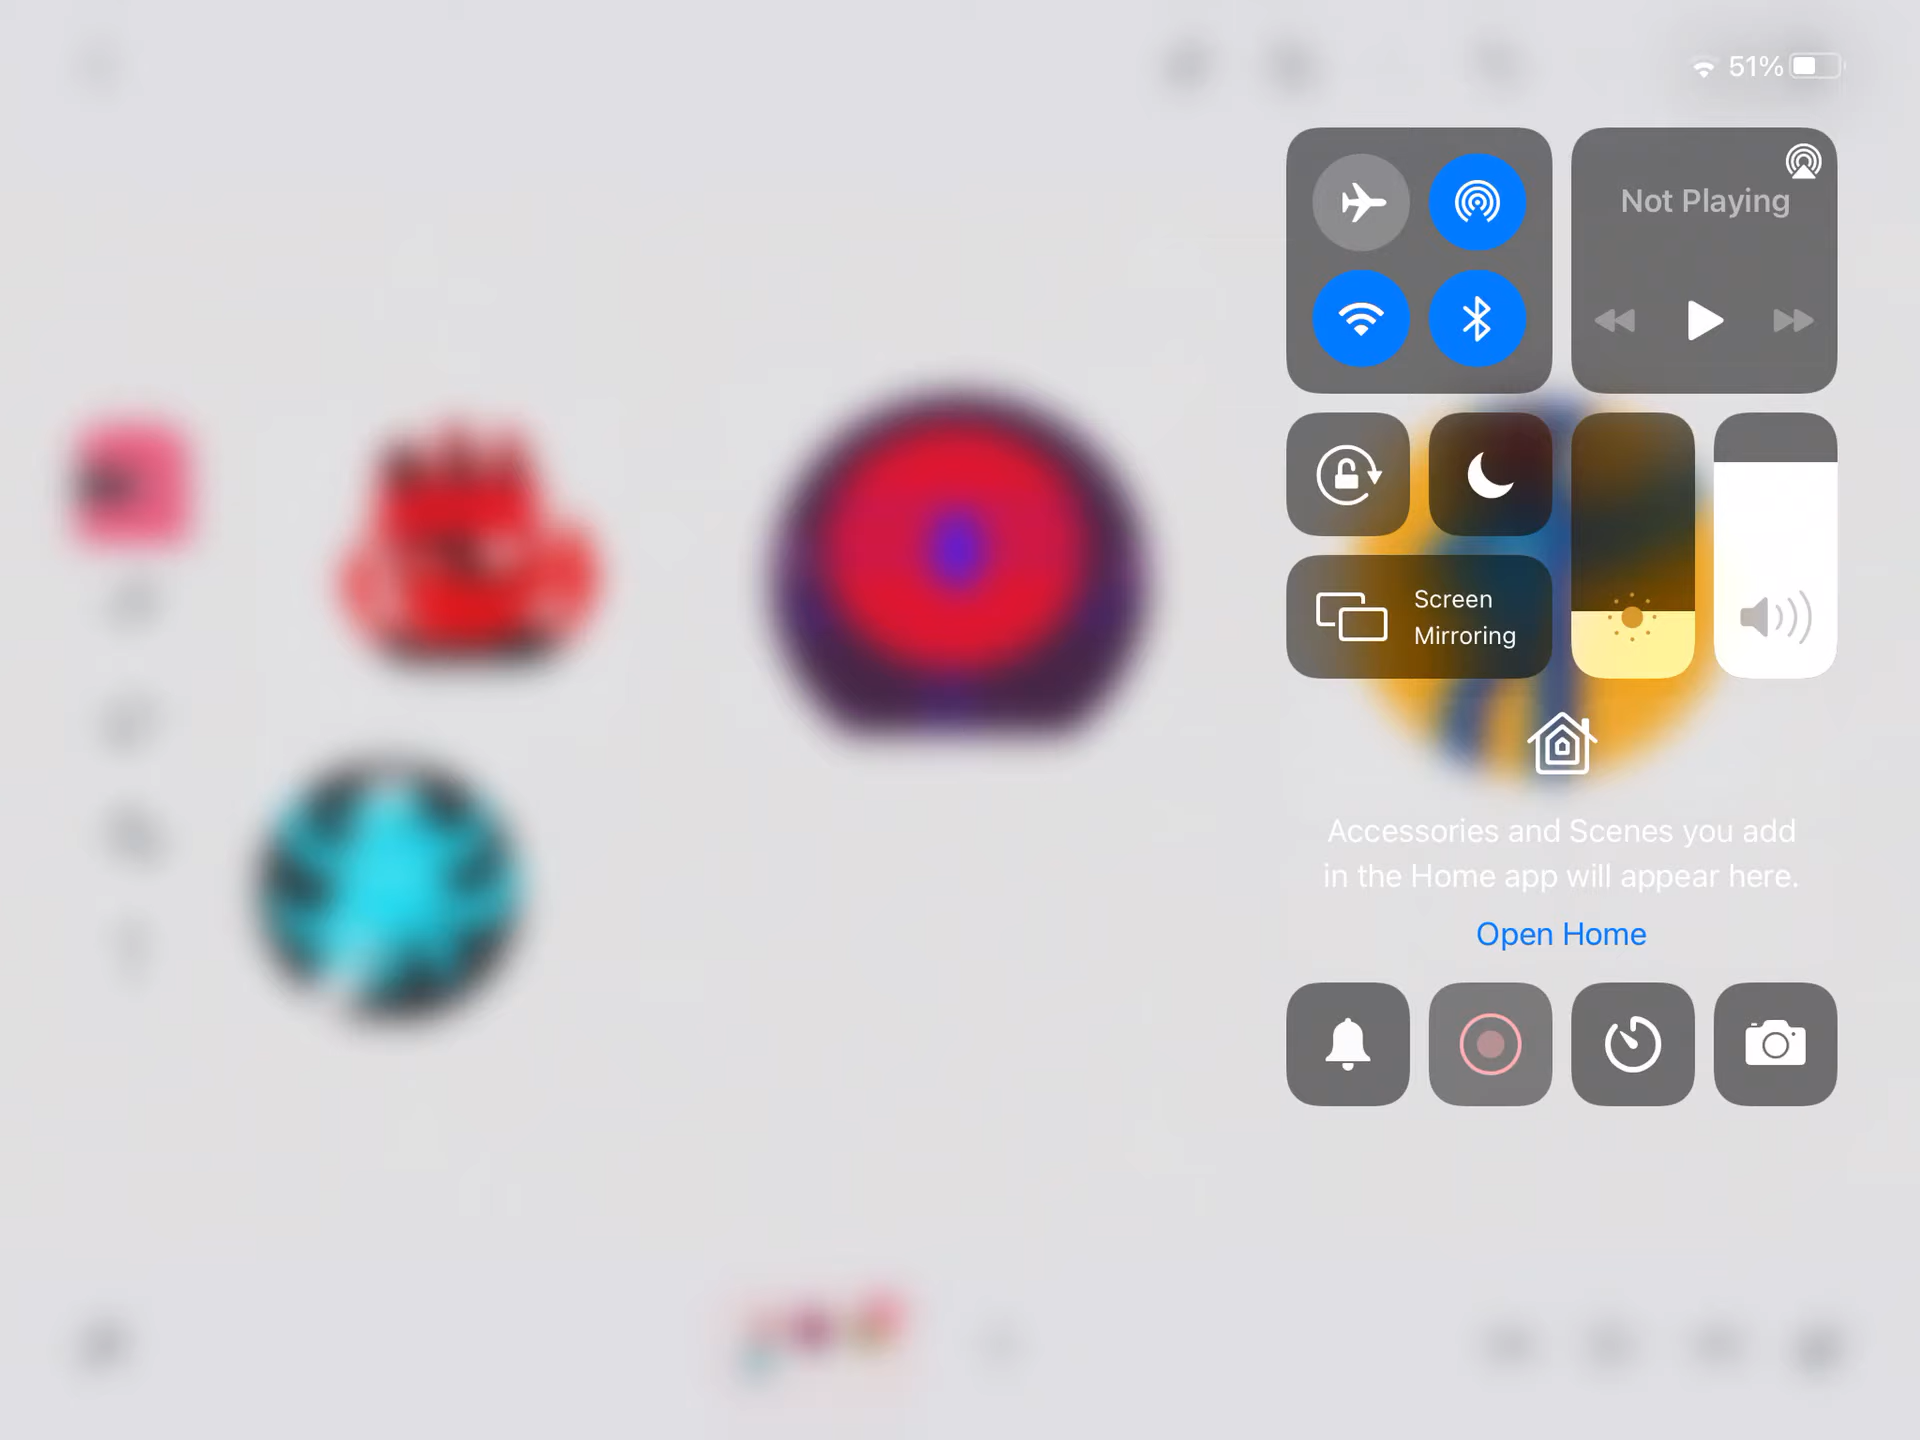 51%
Not Playing
Screen
Mirroring
Accessories and Scenes you add
in the Home app will appear here.
Open Home